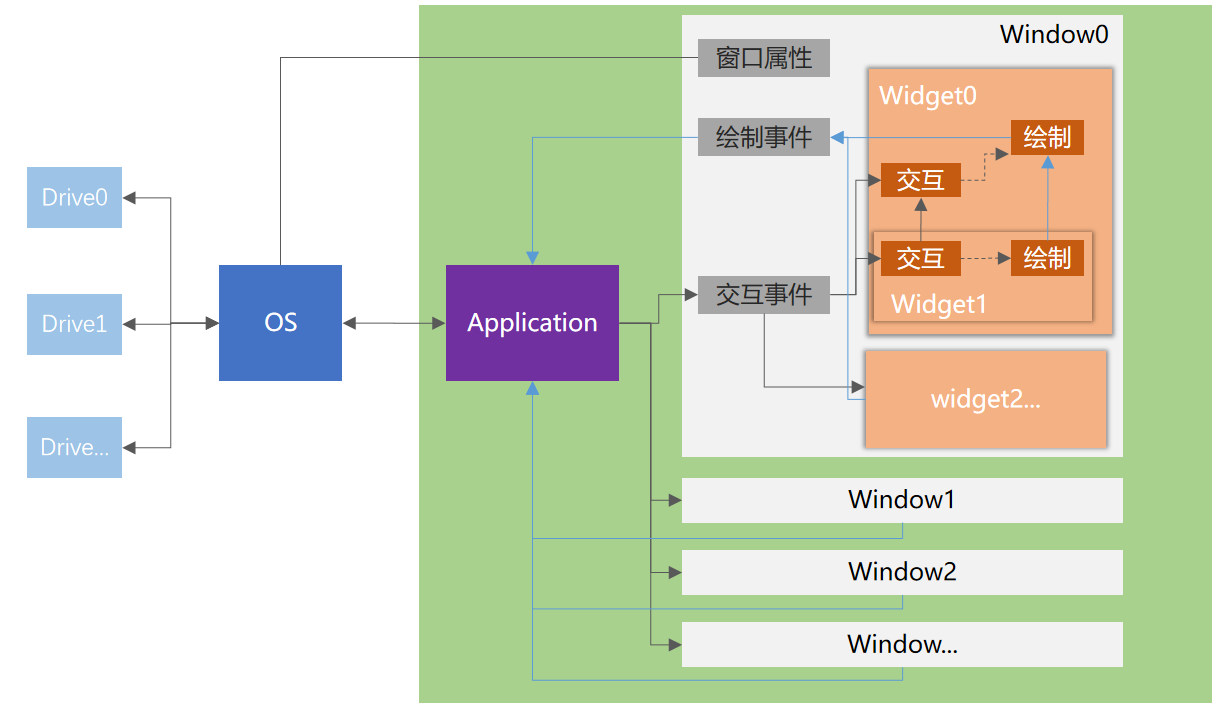 Window0
窗口属性
Widget0
绘制事件
绘制
交互
Drive0
交互
绘制
交互事件
Widget1
Drive1
OS
Application
widget2...
Drive...
Window1
Window2
Window...